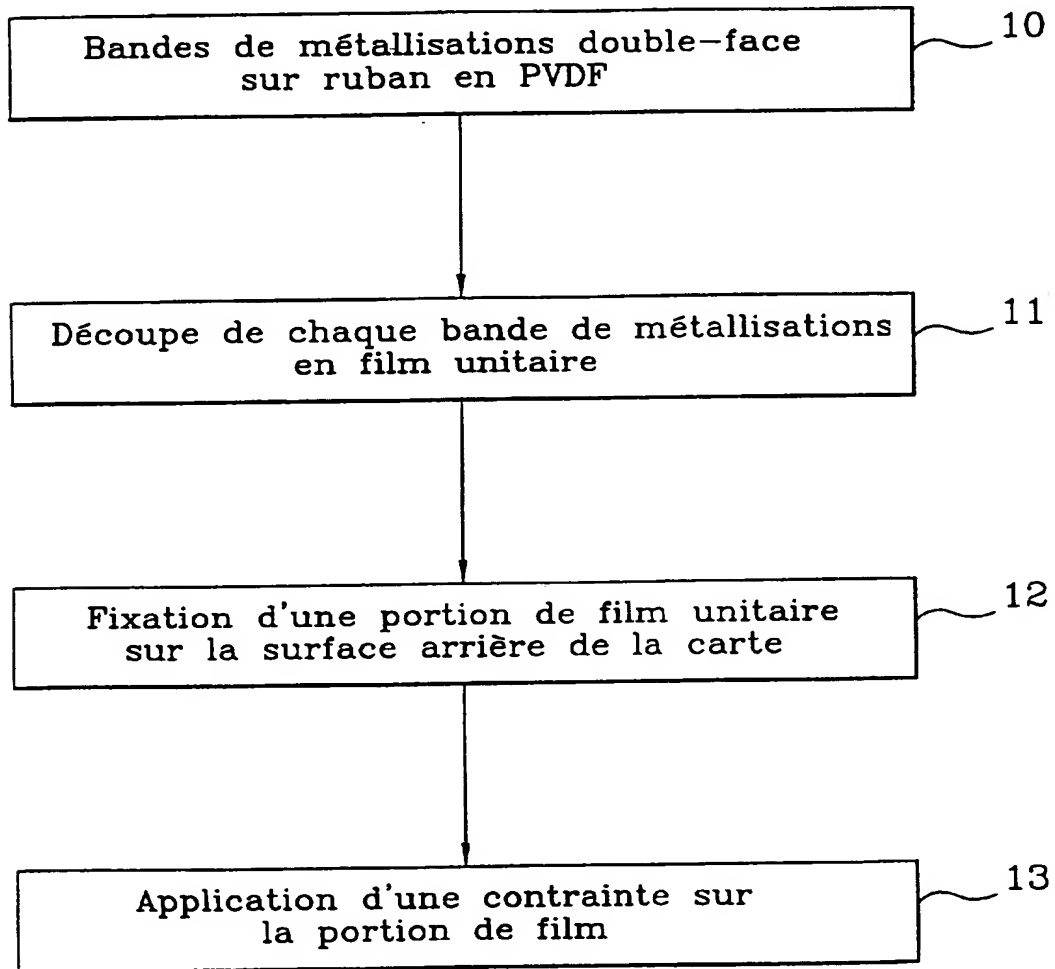 Bandes de métallisations double-face
sur ruban en PVDF
10
Découpe de chaque bande de métallisations
en film unitaire
11
Fixation d'une portion de film unitaire
sur la surface arrière de la carte
12
Application d'une contrainte sur
la portion de film
13